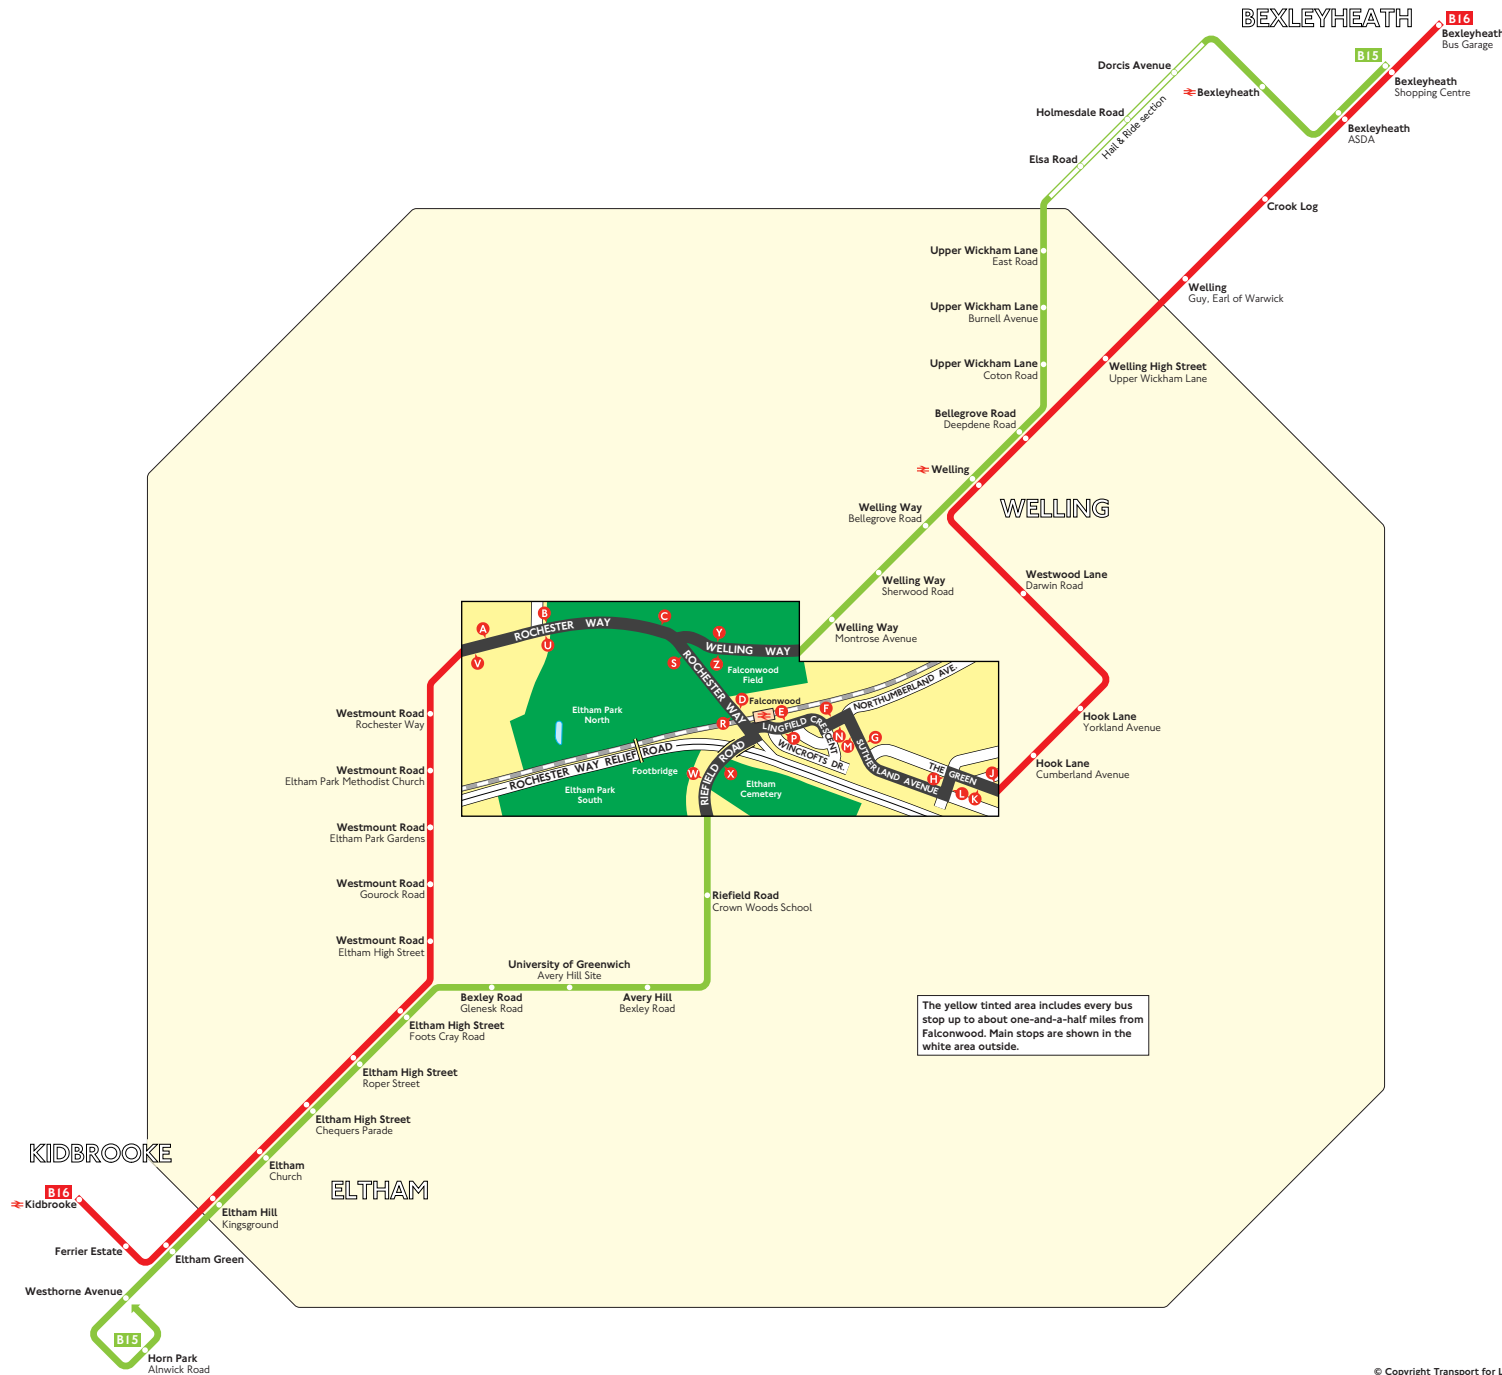 BEXLEYHEATH
B16
Bexleyheath
Bus Garage
B15
Dorcis Avenue
Bexleyheath
Bexleyheath
Shopping Centre
Holmesdale Road
Hail & Ride section
Bexleyheath
ASDA
Elsa Road
Crook Log
Upper Wickham Lane
East Road
Welling
Guy, Earl of Warwick
Upper Wickham Lane
Burnell Avenue
Upper Wickham Lane
Coton Road
Welling High Street
Upper Wickham Lane
Bellegrove Road
Deepdene Road
Welling
WELLING
Welling Way
Bellegrove Road
Welling Way
Sherwood Road
Westwood Lane
Darwin Road
Welling Way
Montrose Avenue
A
B
C
Y
ROCHESTER WAY
U
V
S
Z
WELLING WAY
ROCHESTER WAY
Falconwood
Field
D
Falconwood
E
F
NORTHUMBERLAND AVE.
Eltham Park
North
R
LINGFIELD CRESCENT
P
N
M
G
WINCROFTS DR.
SUTHERLAND AVENUE
THE GREEN
H
J
L
K
ROCHESTER WAY RELIEF ROAD
Footbridge
W
X
RIEFIELD ROAD
Eltham Park
South
Eltham
Cemetery
Hook Lane
Yorkland Avenue
Hook Lane
Cumberland Avenue
Westmount Road
Rochester Way
Westmount Road
Eltham Park Methodist Church
Westmount Road
Eltham Park Gardens
Westmount Road
Gourock Road
Westmount Road
Eltham High Street
Riefield Road
Crown Woods School
University of Greenwich
Avery Hill Site
Bexley Road
Glenesk Road
Avery Hill
Bexley Road
The yellow tinted area includes every bus
stop up to about one-and-a-half miles from
Falconwood. Main stops are shown in the
white area outside.
Eltham High Street
Foots Cray Road
Eltham High Street
Roper Street
Eltham High Street
Chequers Parade
KIDBROOKE
Eltham
Church
ELTHAM
B16
Kidbrooke
Eltham Hill
Kingsground
Ferrier Estate
Eltham Green
Westhorne Avenue
B15
Horn Park
Alnwick Road
© Copyright Transport for L